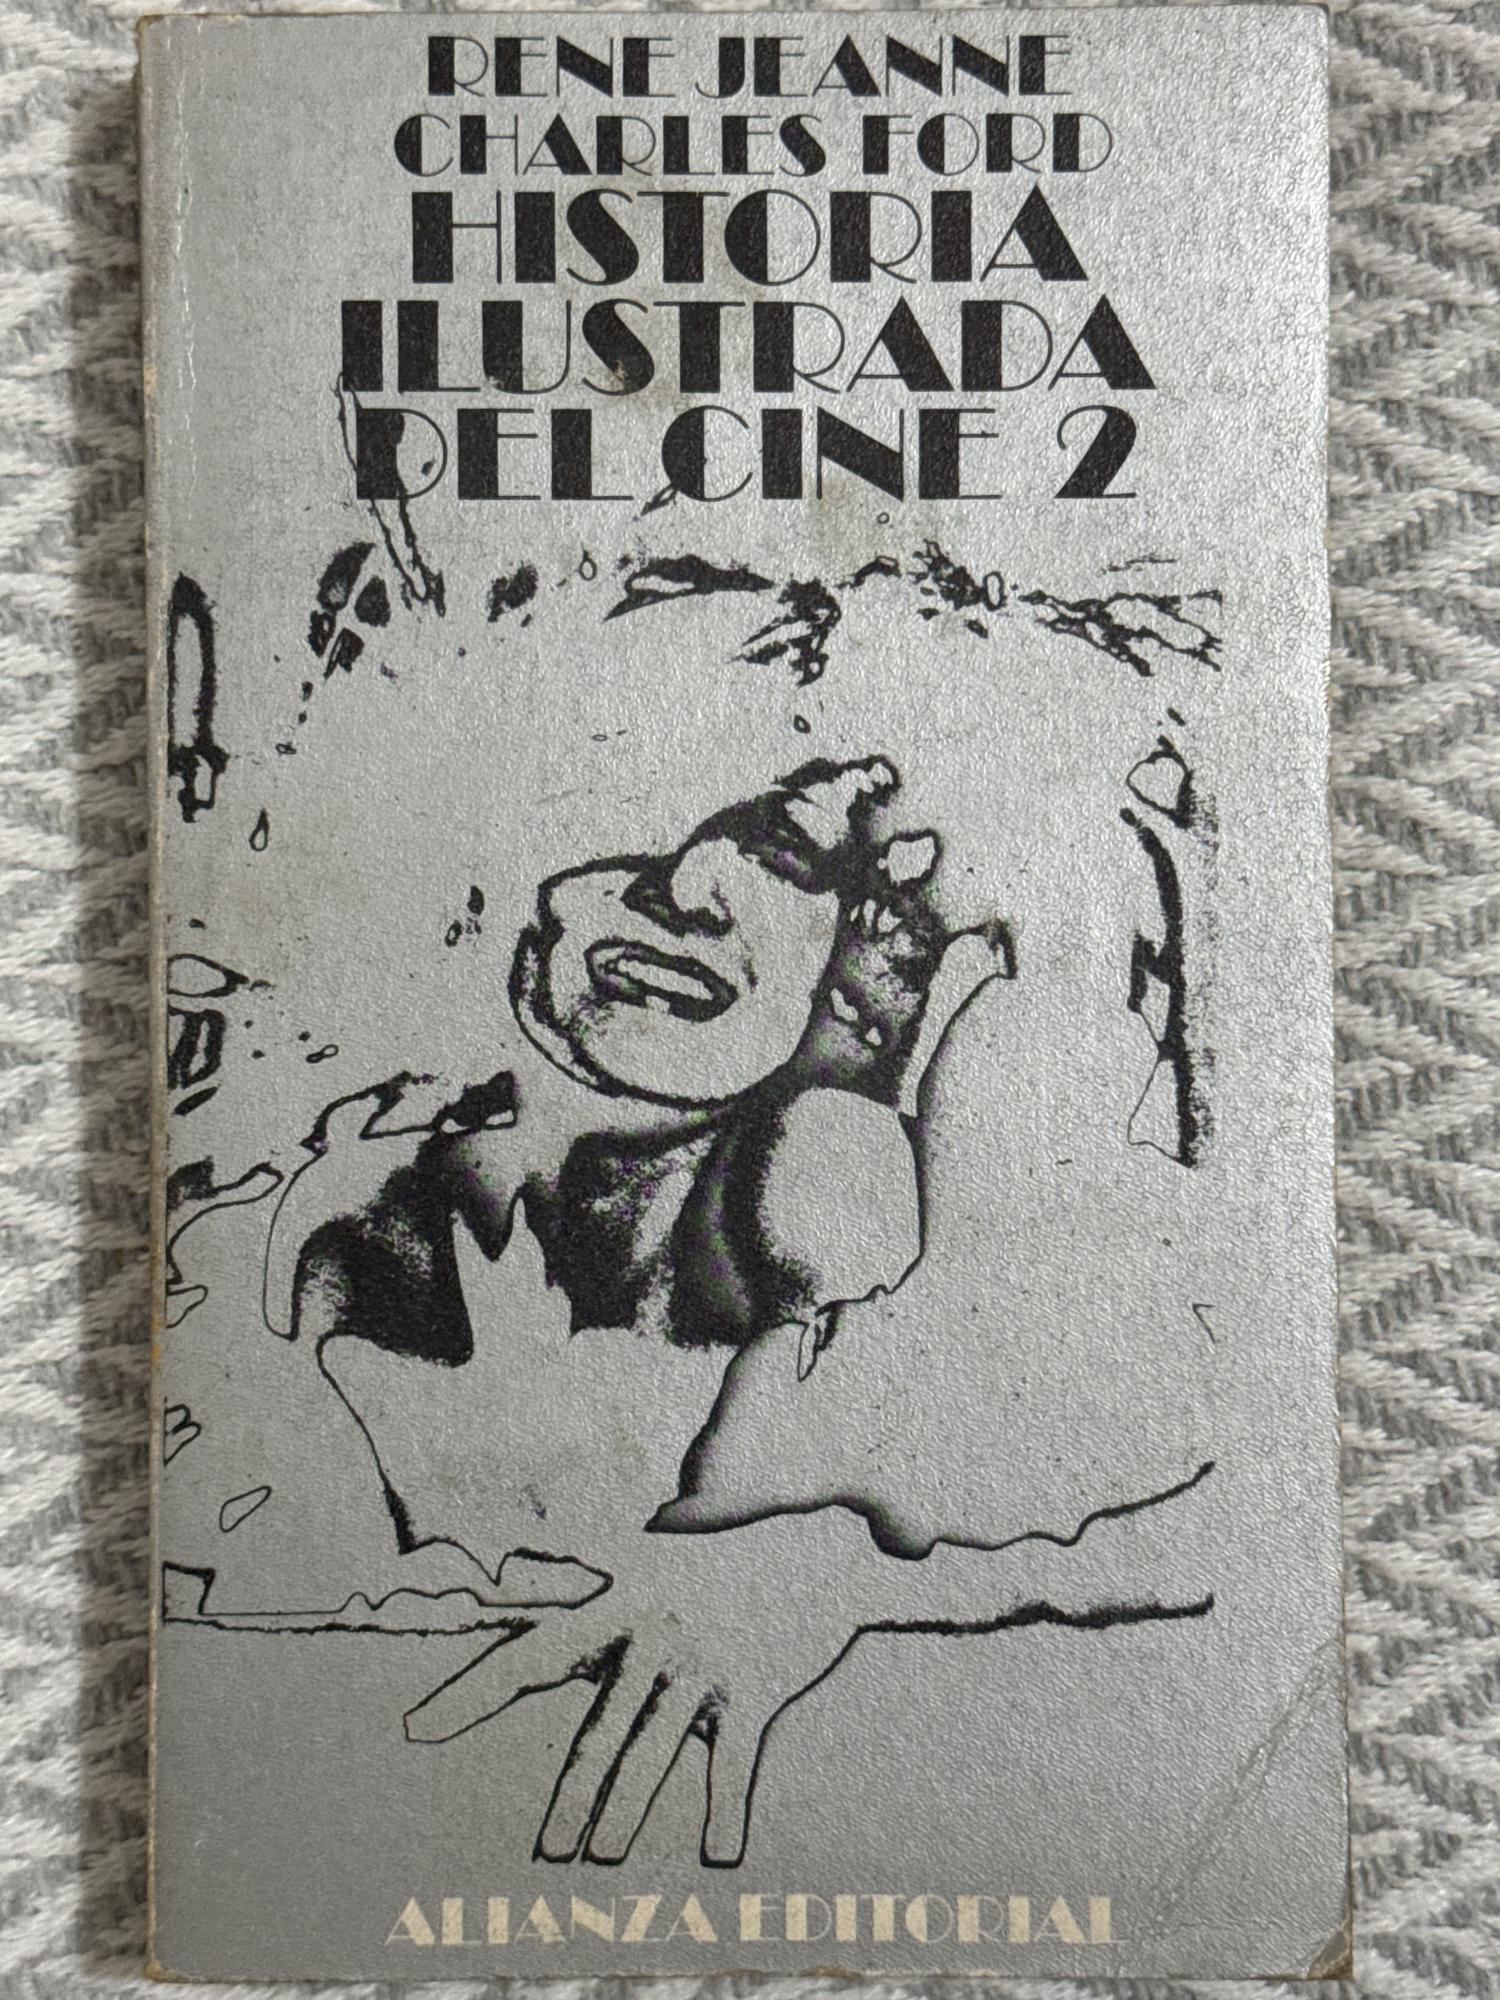 RENE JEANNE
CHARLES FORD
HISTORIA
ILUSTRADA
DEL CINE 2
ALIANZA EDITORIAL